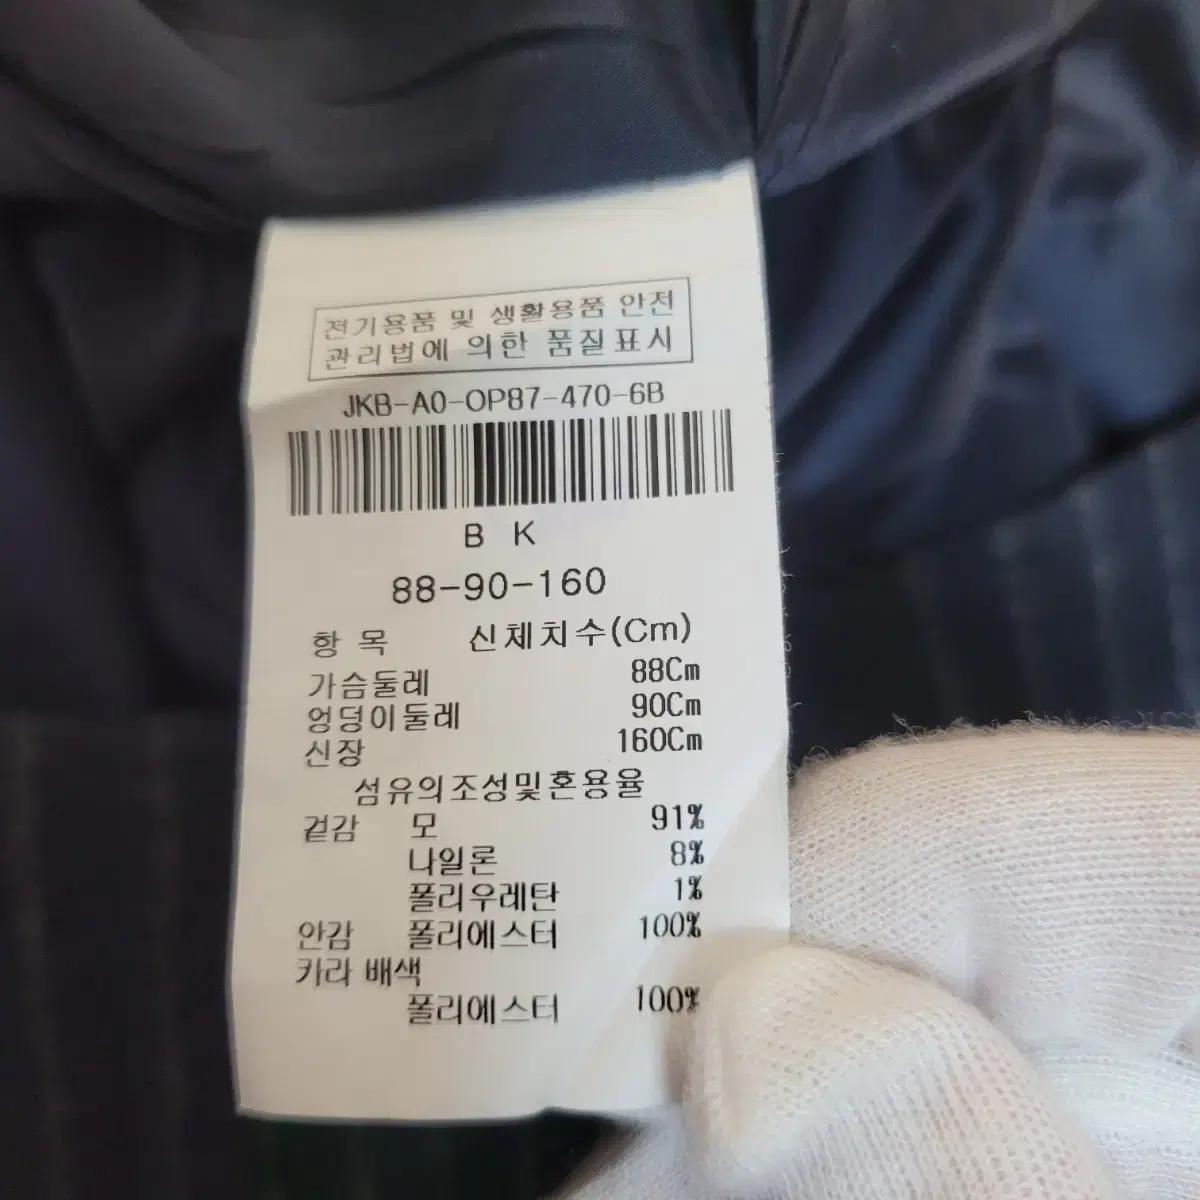 전기용품 및 생활용품 안전
관리법에 의한 품질표시
JKB-A0-OP87-470-6B
B K
88-90-160
항 목 신체치수(Cm)
가슴둘레 88Cm
엉덩이둘레 90Cm
신장 160Cm
섬유의조성및혼용율
겉감 모 91%
나일론 8%
폴리우레탄 1%
안감 폴리에스터 100%
카라 배색
폴리에스터 100%